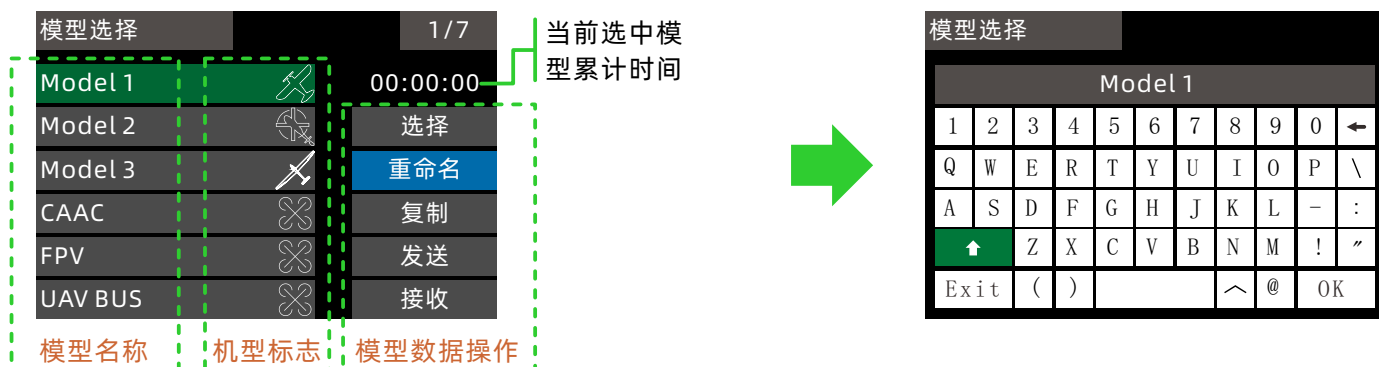 模型选择
1/7
当前选中模
型累计时间
Model 1
00:00:00
Model 2
选择
Model 3
重命名
CAAC
复制
FPV
发送
UAV BUS
接收
模型名称
机型标志
模型数据操作
模型选择
Model 1
1 2 3 4 5 6 7 8 9 0 ←
Q W E R T Y U I O P \
A S D F G H J K L - :
Z X C V B N M ! "
Exit ( ) ︿ @ OK